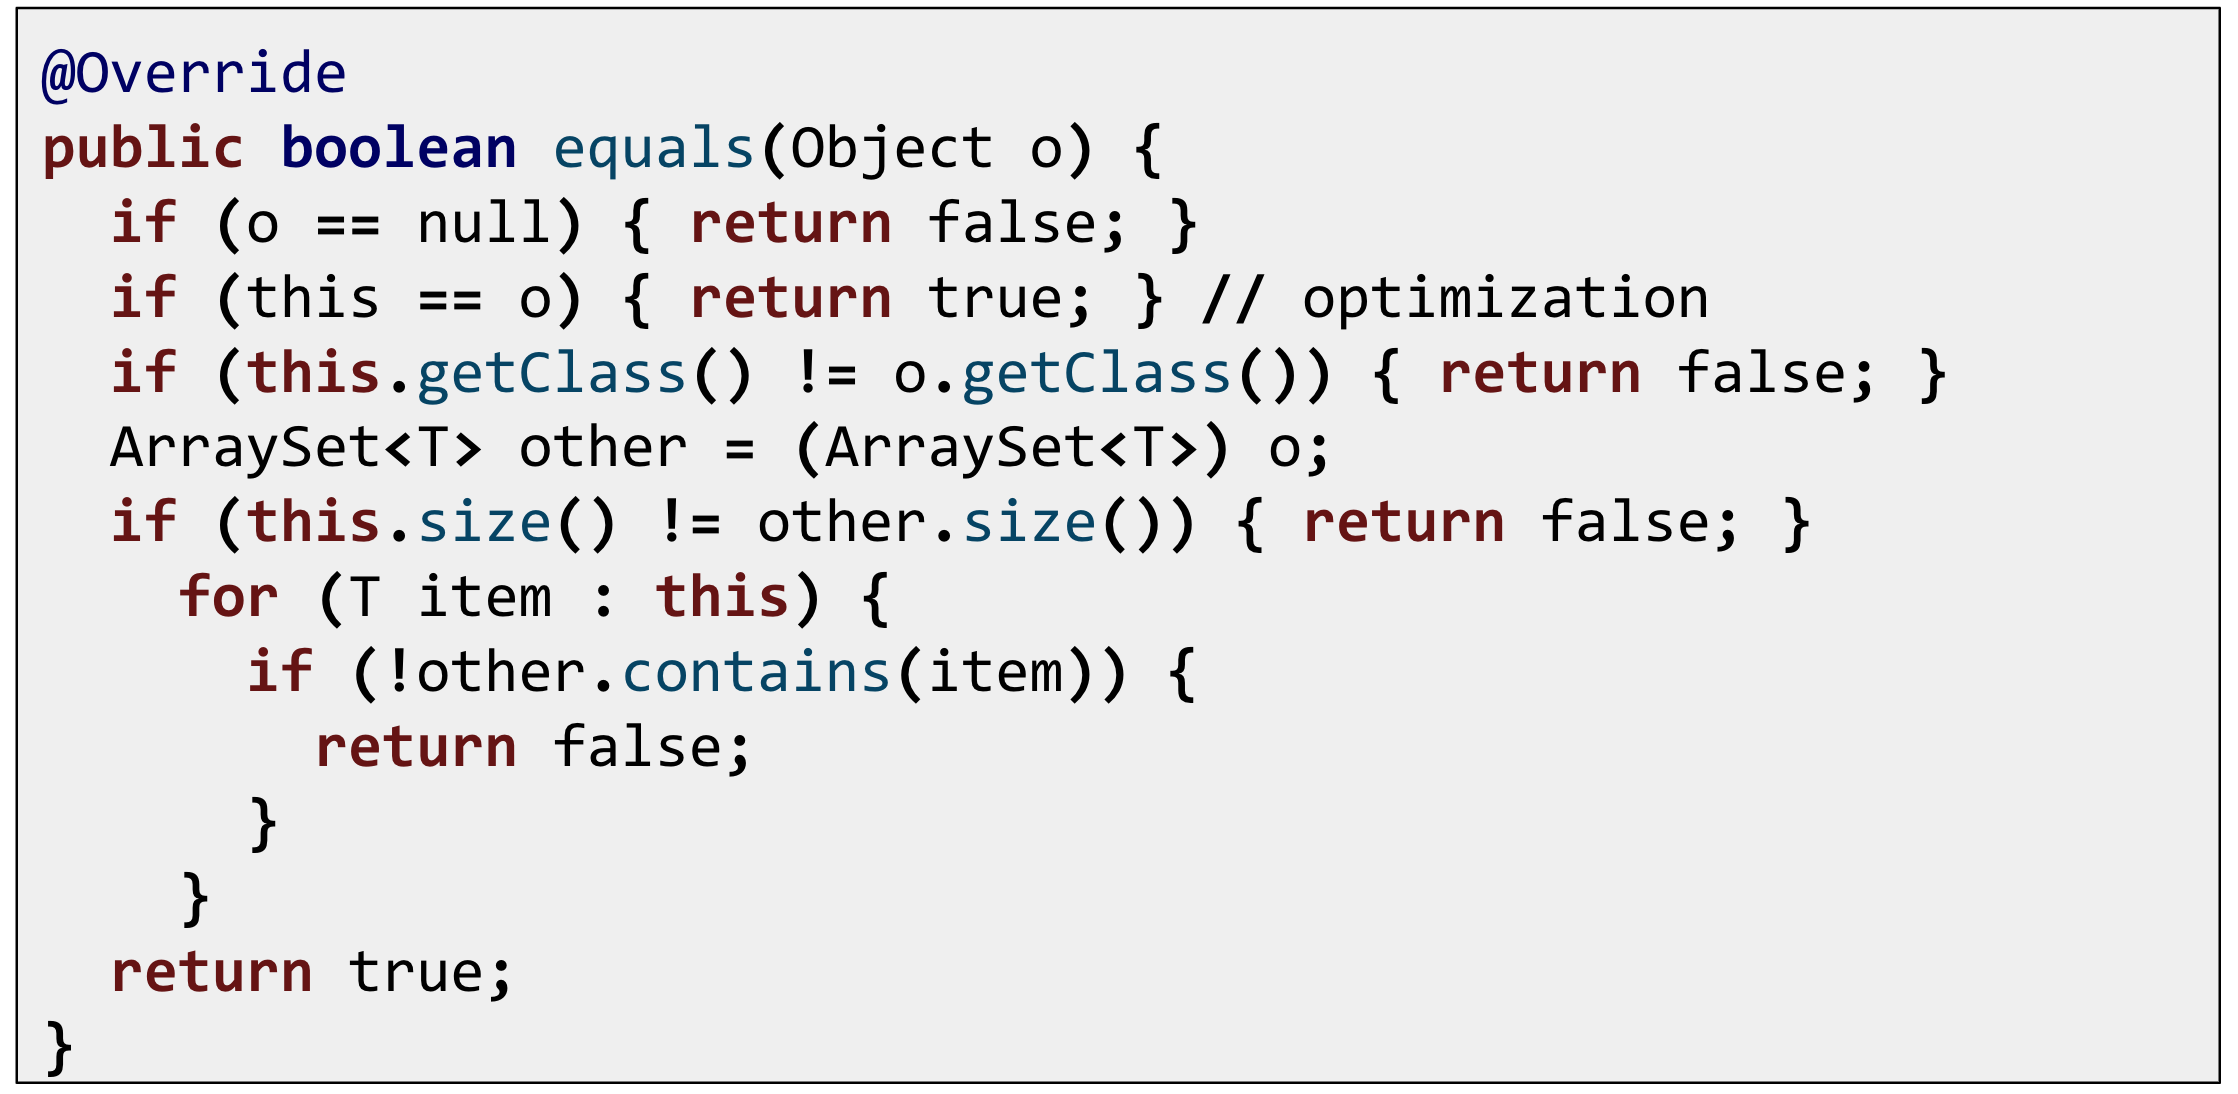 @Override
public boolean equals(Object o) {
  if (o == null) { return false; }
  if (this == o) { return true; } // optimization
  if (this.getClass() != o.getClass()) { return false; }
  ArraySet<T> other = (ArraySet<T>) o;
  if (this.size() != other.size()) { return false; }
    for (T item : this) {
      if (!other.contains(item)) {
        return false;
      }
    }
  return true;
}